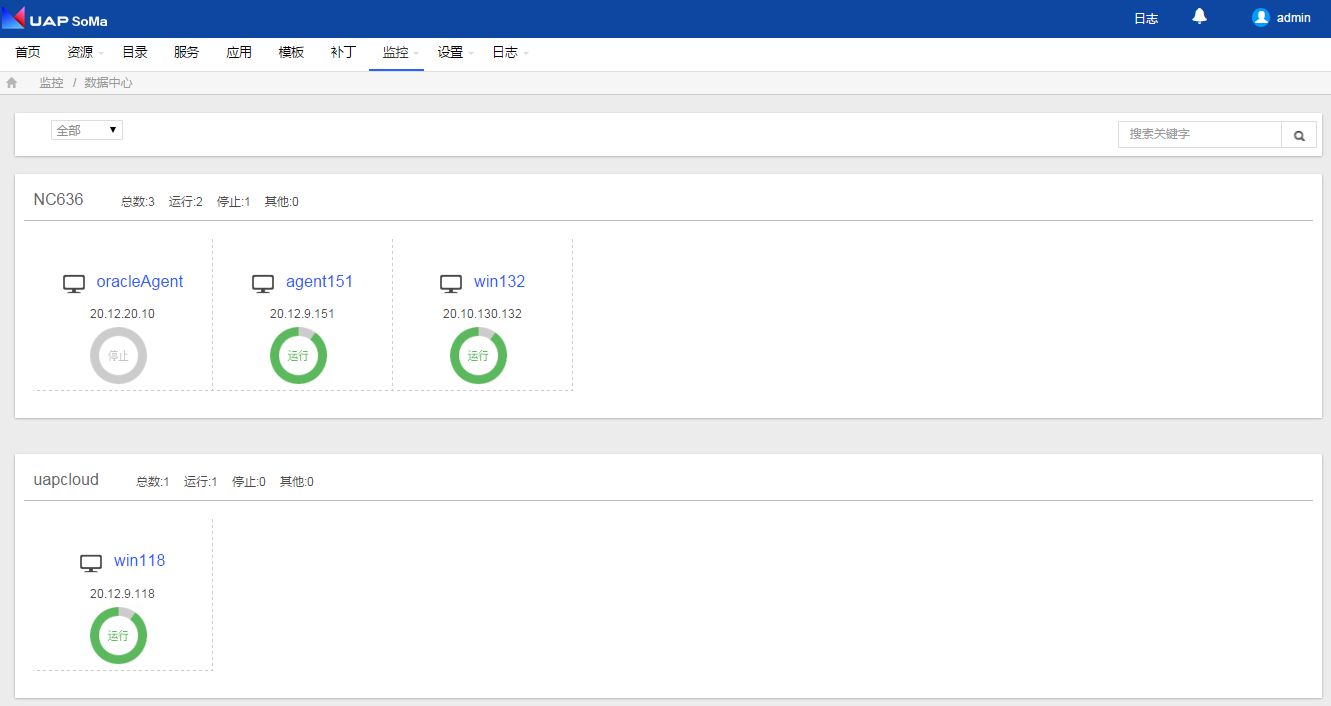 UAP SoMa 日志 admin
首页 资源 目录 服务 应用 模板 补丁 监控 设置 日志
监控 / 数据中心
全部 搜索关键字
NC636 总数:3 运行:2 停止:1 其他:0
oracleAgent agent151 win132
20.12.20.10 20.12.9.151 20.10.130.132
停止 运行 运行
uapcloud 总数:1 运行:1 停止:0 其他:0
win118
20.12.9.118
运行